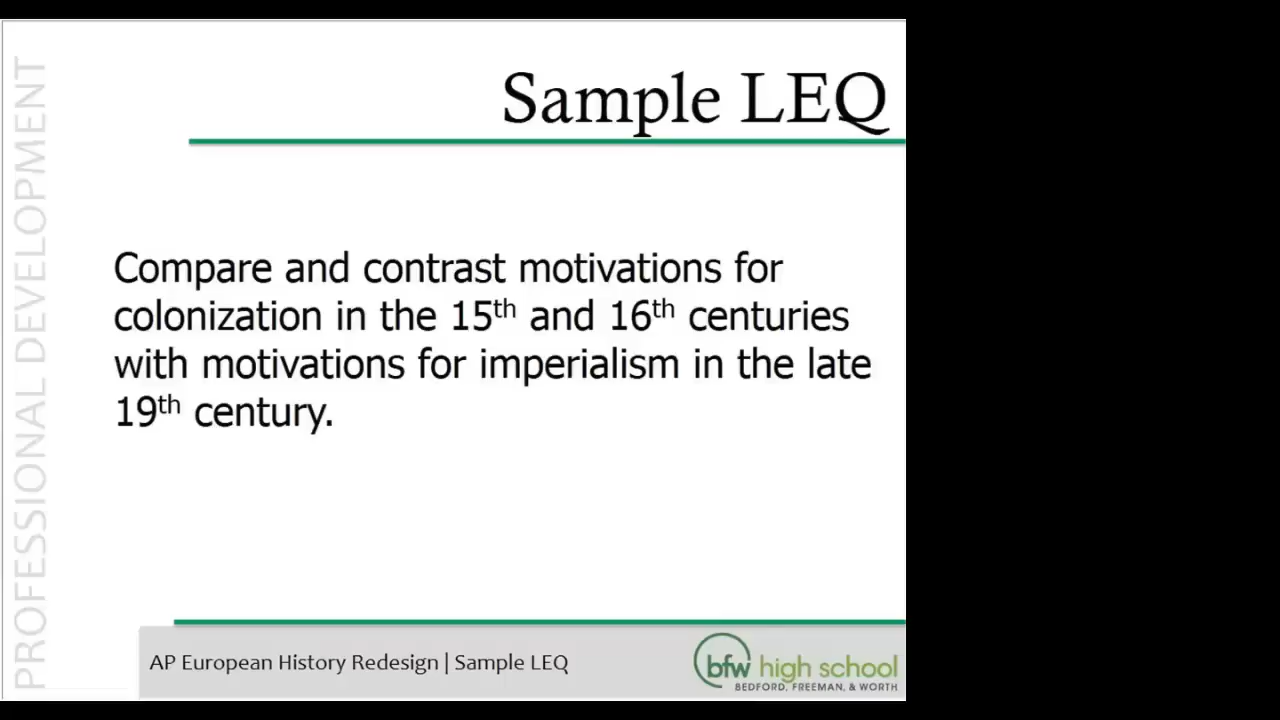 PROFESSIONAL DEVELOPMENT
Sample LEQ
Compare and contrast motivations for
colonization in the 15th and 16th centuries
with motivations for imperialism in the late
19th century.
AP European History Redesign | Sample LEQ
bfw high school
BEDFORD, FREEMAN, & WORTH